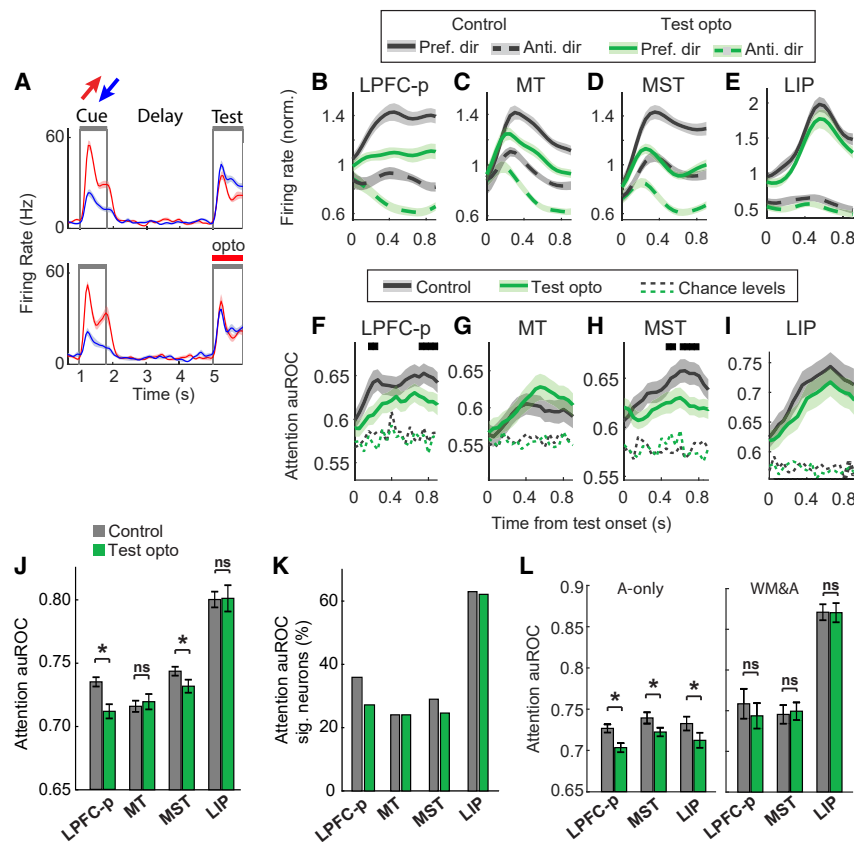 Control
Test opto
Pref. dir
Anti. dir
Pref. dir
Anti. dir
A
Cue
Delay
Test
Firing Rate (Hz)
60
0
opto
60
0
0
1
2
3
4
5
Time (s)
B
LPFC-p
C
MT
D
MST
E
LIP
Firing rate (norm.)
1.4
1
0.6
0
0.4
0.8
1.4
1
0.6
0
0.4
0.8
1.4
1
0.6
0
0.4
0.8
2
1.5
1
0.5
0
0.4
0.8
Control
Test opto
Chance levels
F
LPFC-p
G
MT
H
MST
I
LIP
Attention auROC
0.65
0.6
0.55
0
0.4
0.8
0.65
0.6
0.55
0
0.4
0.8
0.65
0.6
0.55
0
0.4
0.8
0.75
0.7
0.65
0.6
0
0.4
0.8
Time from test onset (s)
Control
Test opto
J
Attention auROC
0.80
0.75
0.70
0.65
*
ns
*
ns
LPFC-p
MT
MST
LIP
K
Attention auROC
sig. neurons (%)
60
40
20
0
LPFC-p
MT
MST
LIP
L
A-only
WM&A
Attention auROC
0.9
0.85
0.8
0.75
0.7
0.65
*
*
*
ns
ns
ns
LPFC-p
MST
LIP
LPFC-p
MST
LIP